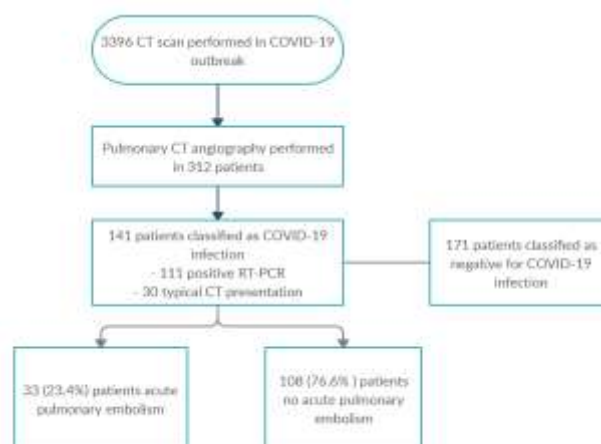 3396 CT scan performed in COVID-19
outbreak
Pulmonary CT angiography performed
in 312 patients
141 patients classified as COVID-19
infection
- 111 positive RT-PCR
- 30 typical CT presentation
171 patients classified as
negative for COVID-19
infection
33 (23.4%) patients acute
pulmonary embolism
108 (76.6% ) patients
no acute pulmonary
embolism